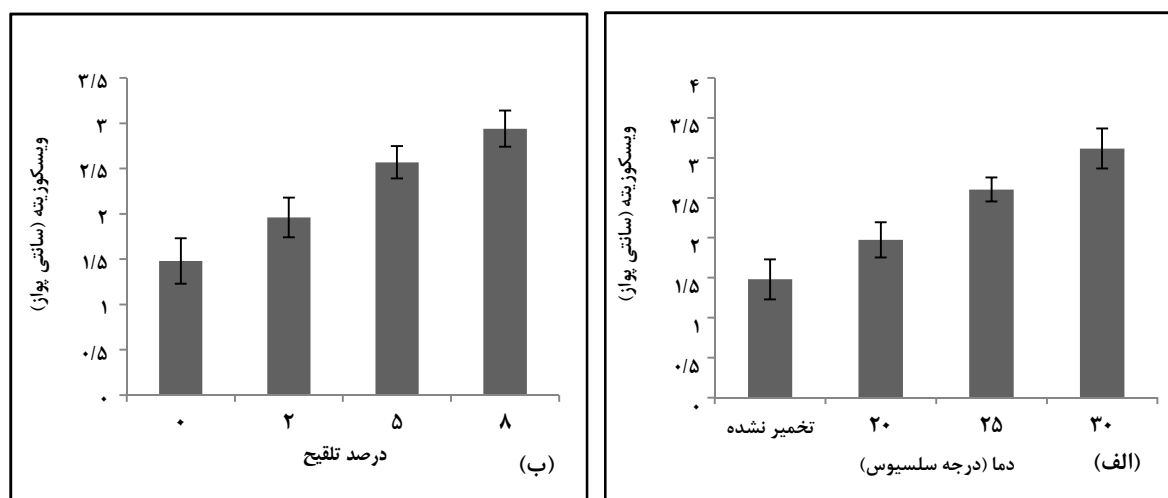 ویسکوزیته (سانتی پواز)
۴
۳/۵
۳
۲/۵
۲
۱/۵
۱
۰/۵
۰
تخمیر نشده ۲۰ ۲۵ ۳۰
دما (درجه سلسیوس)
(الف)
ویسکوزیته (سانتی پواز)
۳/۵
۳
۲/۵
۲
۱/۵
۱
۰/۵
۰
۰ ۲ ۵ ۸
درصد تلقیح
(ب)